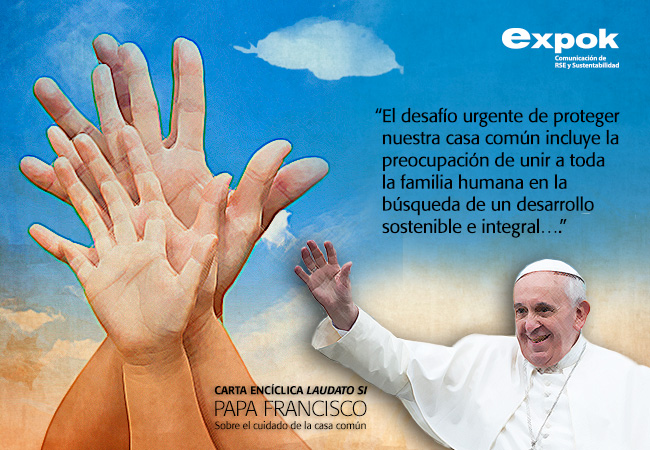 expok
Comunicación de
RSE y Sustentabilidad
“El desafío urgente de proteger
nuestra casa común incluye la
preocupación de unir a toda
la familia humana en la
búsqueda de un desarrollo
sostenible e integral….”
CARTA ENCÍCLICA LAUDATO SI
PAPA FRANCISCO
Sobre el cuidado de la casa común